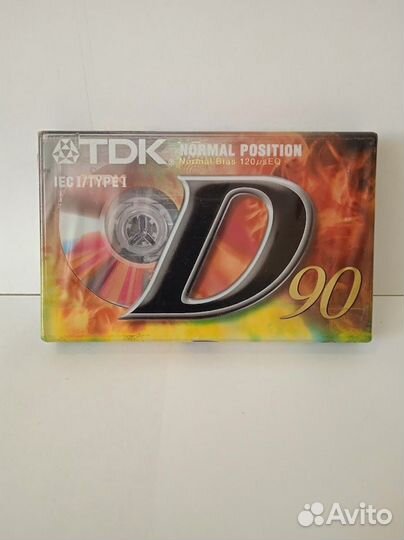 TDK NORMAL POSITION
® Normal Bias 120µsEQ
IEC I/TYPE I
D 90
Avito